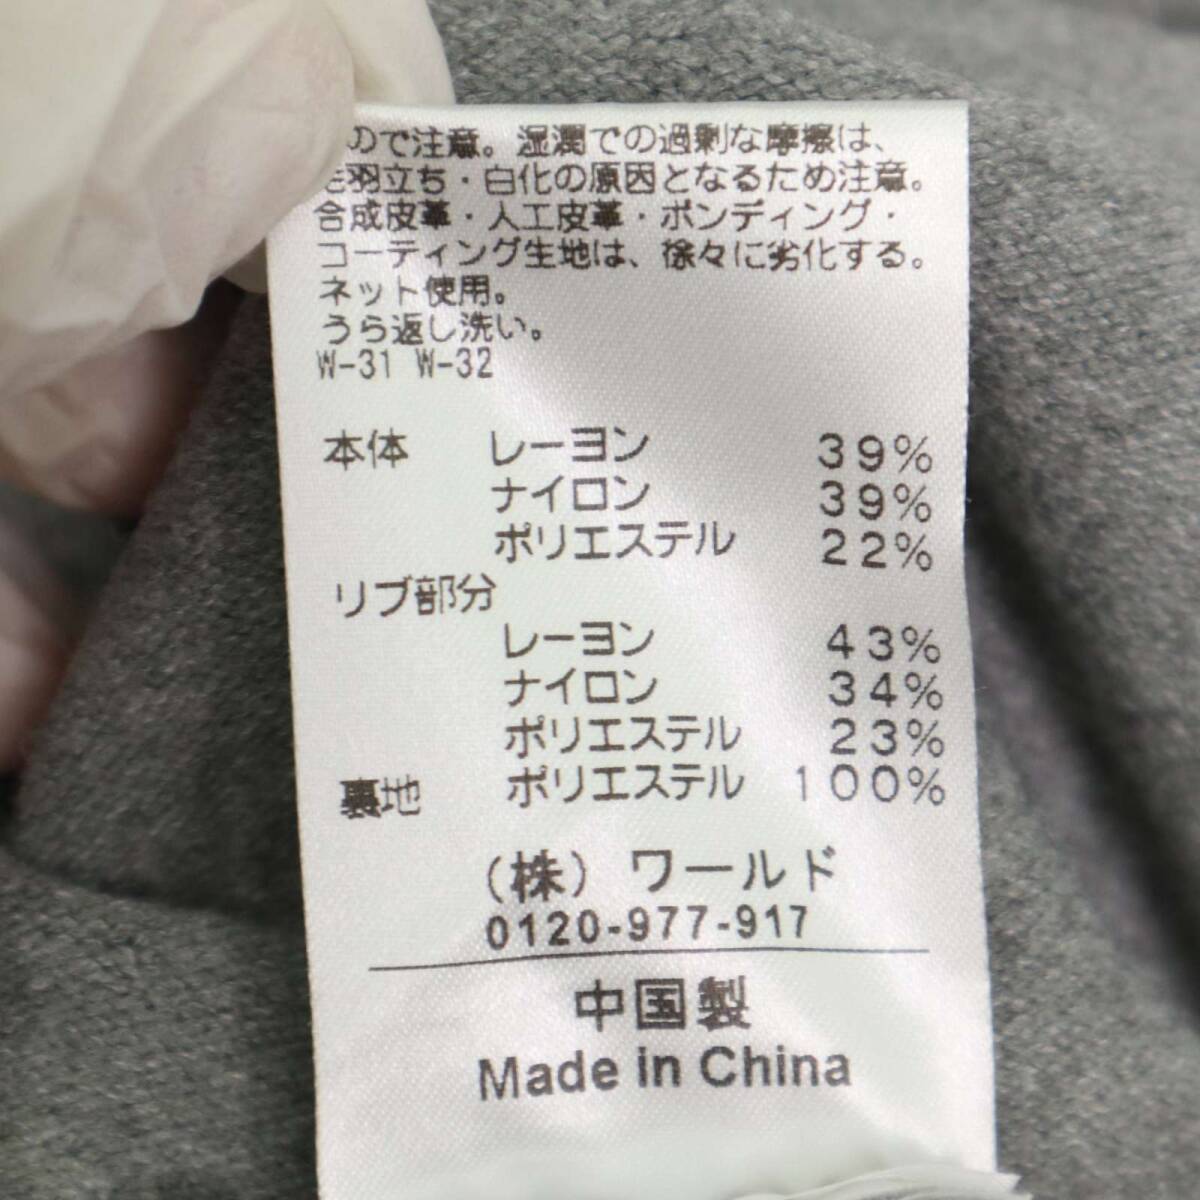 ので注意。湿潤での過剰な摩擦は、
毛羽立ち・白化の原因となるため注意。
合成皮革・人工皮革・ボンディング・
コーティング生地は、徐々に劣化する。
ネット使用。
うら返し洗い。
W-31 W-32
本体 レーヨン 39%
ナイロン 39%
ポリエステル 22%
リブ部分
レーヨン 43%
ナイロン 34%
ポリエステル 23%
裏地 ポリエステル 100%
(株) ワールド
0120-977-917
中国製
Made in China